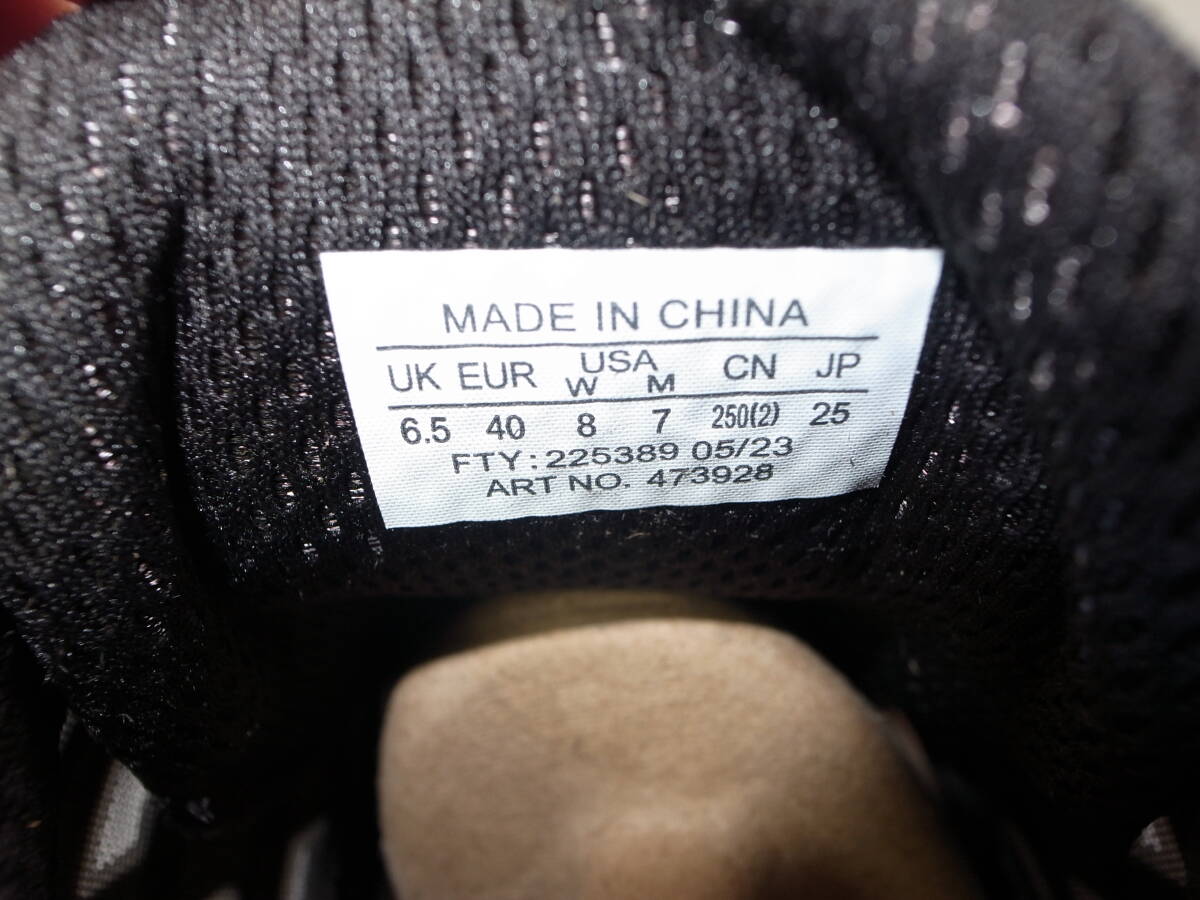 MADE IN CHINA
UK EUR USA CN JP
W M
6.5 40 8 7 250(2) 25
FTY: 225389 05/23
ART NO. 473928